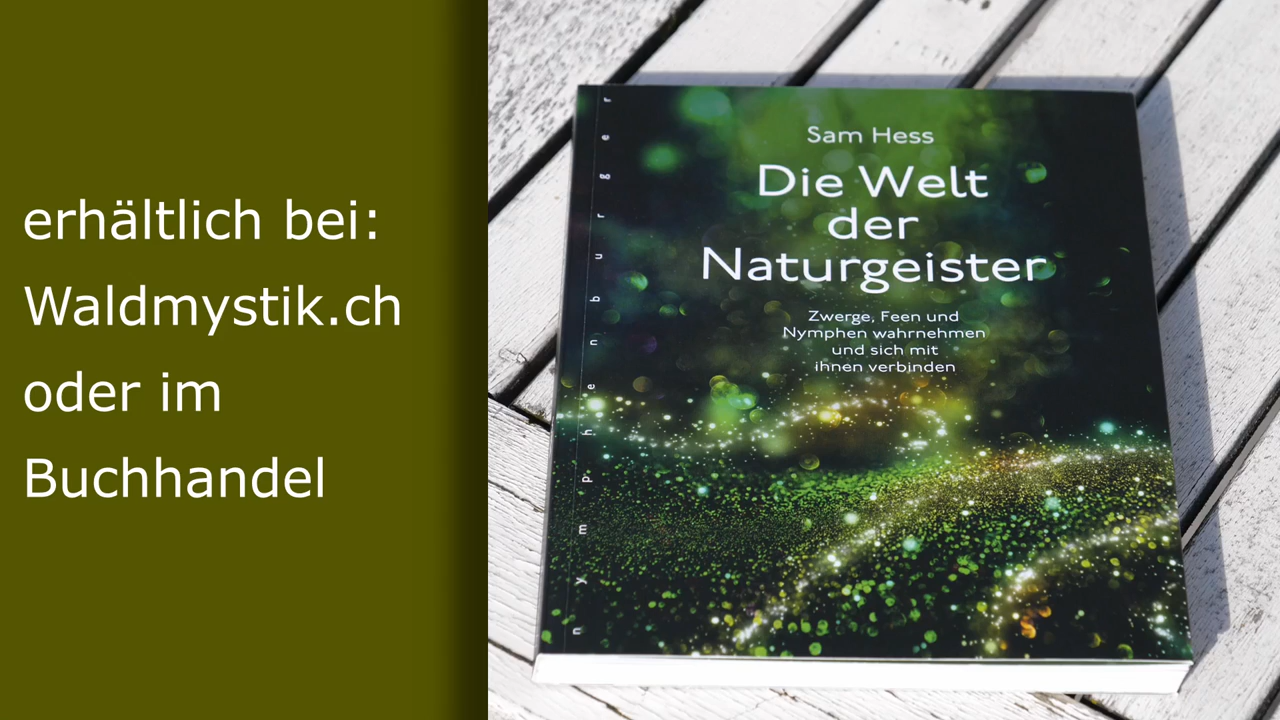 erhältlich bei:
Waldmystik.ch
oder im
Buchhandel
Sam Hess
Die Welt
der
Naturgeister
Zwerge, Feen und
Nymphen wahrnehmen
und sich mit
ihnen verbinden
nymphenburger